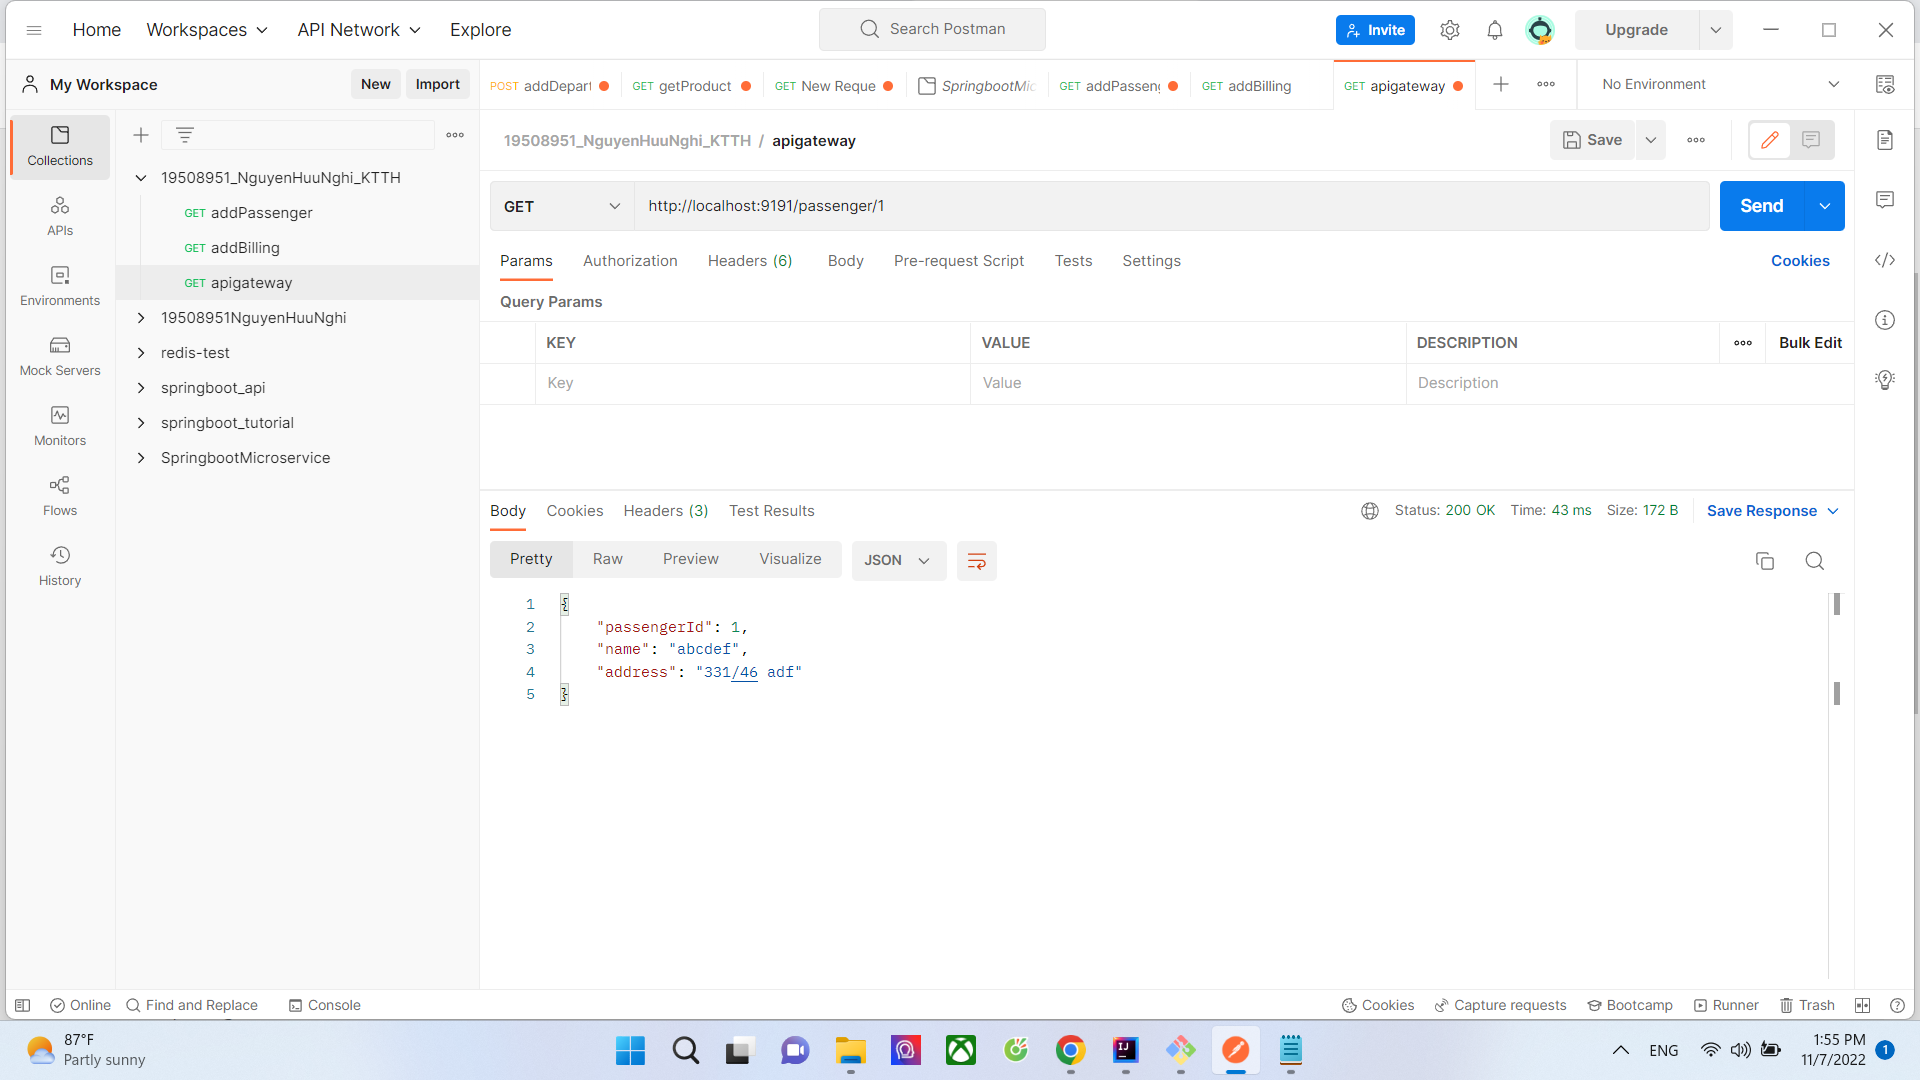 Home
Workspaces
API Network
Explore
Search Postman
Invite
Upgrade
My Workspace
New
Import
POST addDepart
GET getProduct
GET New Reque
SpringbootMic
GET addPasseng
GET addBilling
GET apigateway
No Environment
Collections
APIs
Environments
Mock Servers
Monitors
Flows
History
19508951_NguyenHuuNghi_KTTH
GET addPassenger
GET addBilling
GET apigateway
19508951NguyenHuuNghi
redis-test
springboot_api
springboot_tutorial
SpringbootMicroservice
19508951_NguyenHuuNghi_KTTH / apigateway
Save
GET
http://localhost:9191/passenger/1
Send
Params
Authorization
Headers (6)
Body
Pre-request Script
Tests
Settings
Cookies
Query Params
KEY
VALUE
DESCRIPTION
Bulk Edit
Key
Value
Description
Body
Cookies
Headers (3)
Test Results
Status: 200 OK
Time: 43 ms
Size: 172 B
Save Response
Pretty
Raw
Preview
Visualize
JSON
1 {
2 "passengerId": 1,
3 "name": "abcdef",
4 "address": "331/46 adf"
5 }
Online
Find and Replace
Console
Cookies
Capture requests
Bootcamp
Runner
Trash
87°F
Partly sunny
IJ
ENG
1:55 PM
11/7/2022
1